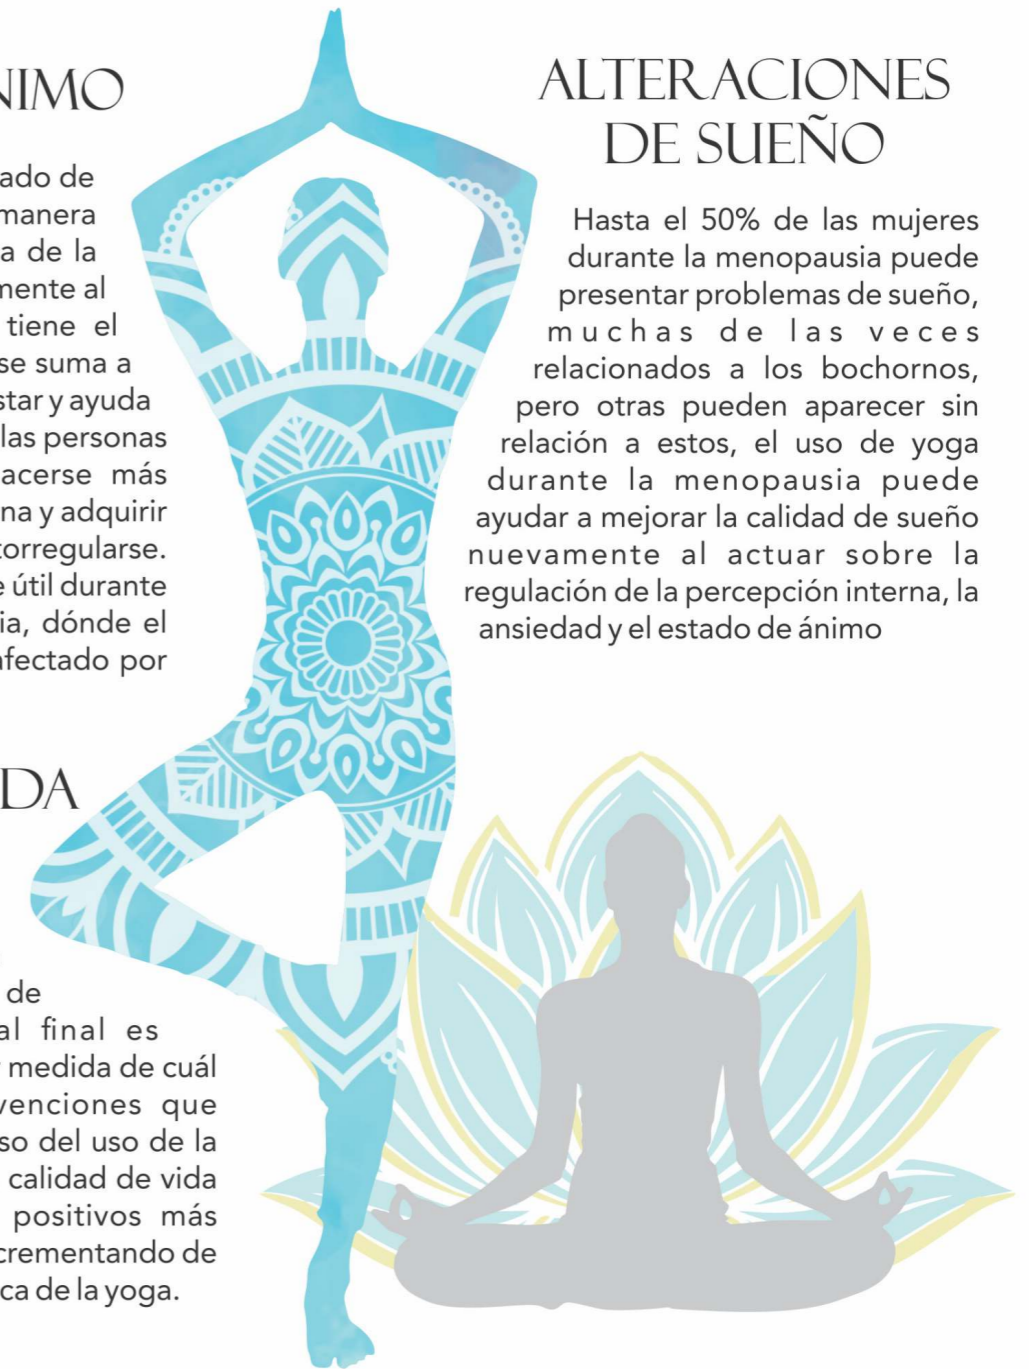 NIMO
ado de
manera
a de la
mente al
tiene el
se suma a
star y ayuda
las personas
acerse más
na y adquirir
torregularse.
e útil durante
ia, dónde el
afectado por
DA
de
al final es
r medida de cuál
venciones que
so del uso de la
calidad de vida
positivos más
crementando de
ca de la yoga.
ALTERACIONES
DE SUEÑO
Hasta el 50% de las mujeres
durante la menopausia puede
presentar problemas de sueño,
muchas de las veces
relacionados a los bochornos,
pero otras pueden aparecer sin
relación a estos, el uso de yoga
durante la menopausia puede
ayudar a mejorar la calidad de sueño
nuevamente al actuar sobre la
regulación de la percepción interna, la
ansiedad y el estado de ánimo